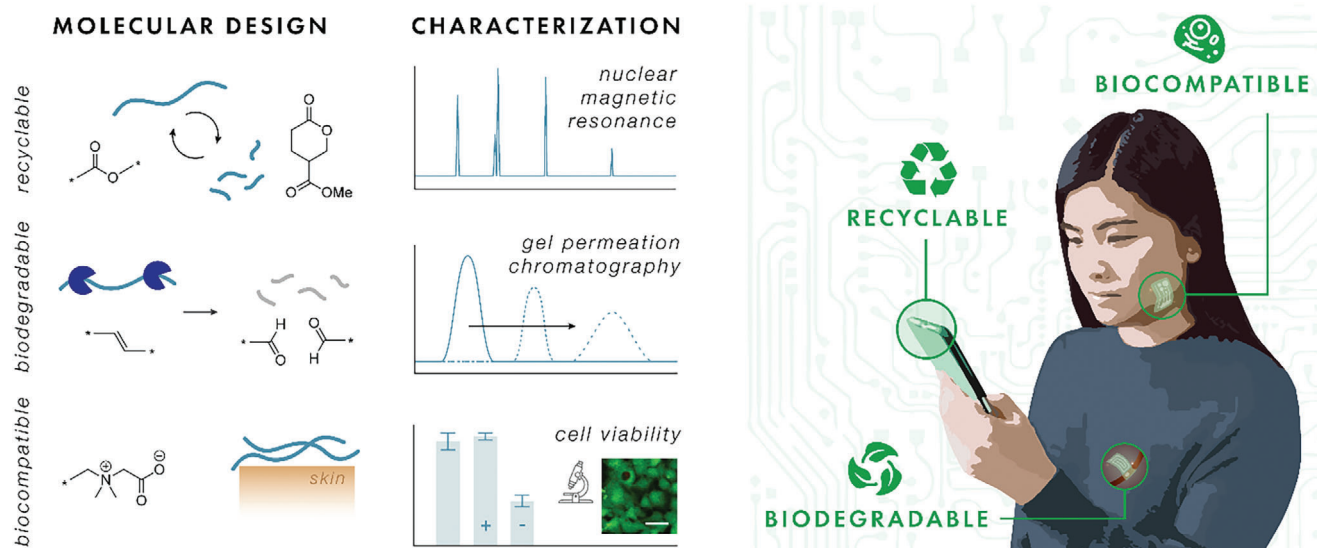 MOLECULAR DESIGN
CHARACTERIZATION
recyclable
O
O
*
*
O
O
O
OMe
nuclear
magnetic
resonance
biodegradable
*
*
H
*
O
O
H
*
gel permeation
chromatography
biocompatible
*
N
+
O
O
−
skin
cell viability
+
-
BIOCOMPATIBLE
RECYCLABLE
BIODEGRADABLE